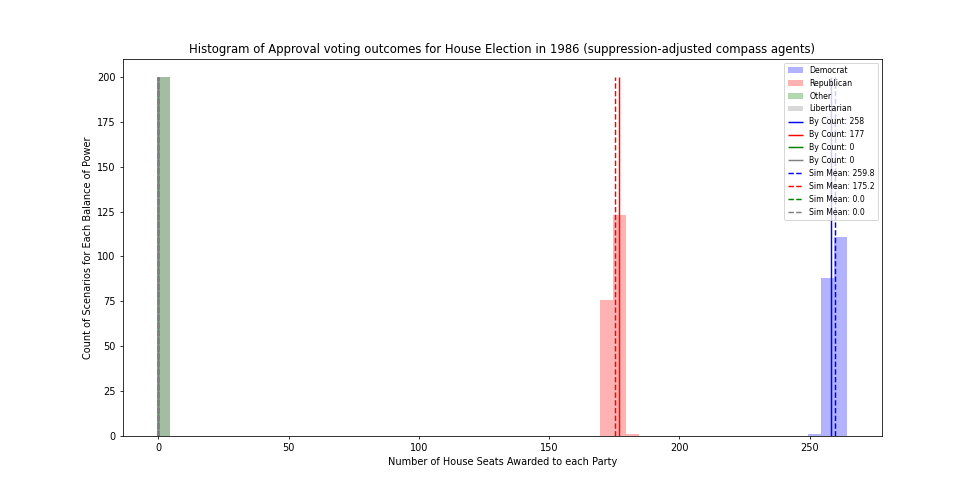 Histogram of Approval voting outcomes for House Election in 1986 (suppression-adjusted compass agents)
Count of Scenarios for Each Balance of Power
200
175
150
125
100
75
50
25
0
0
50
100
150
200
250
Number of House Seats Awarded to each Party
Democrat
Republican
Other
Libertarian
By Count: 258
By Count: 177
By Count: 0
By Count: 0
Sim Mean: 259.8
Sim Mean: 175.2
Sim Mean: 0.0
Sim Mean: 0.0